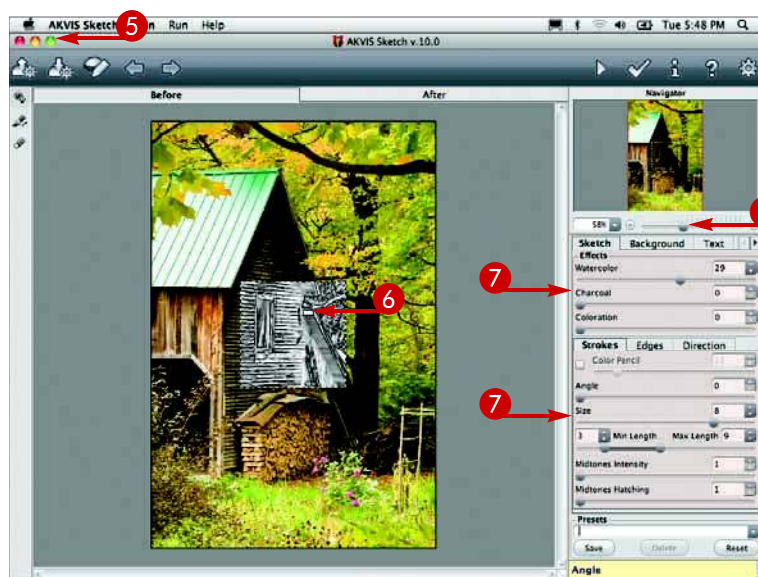 AKVIS Sketch Run Help Tue 5:48 PM
5
AKVIS Sketch v.10.0
Before After Navigator
58%
Sketch Background Text
Effects
7
Watercolor 29
Charcoal 0
6
Coloration 0
Strokes Edges Direction
Color Pencil
Angle 0
7
Size 8
3 Min Length Max Length 9
Midtones Intensity 1
Midtones Hatching 1
Presets
Save Delete Reset
Angle